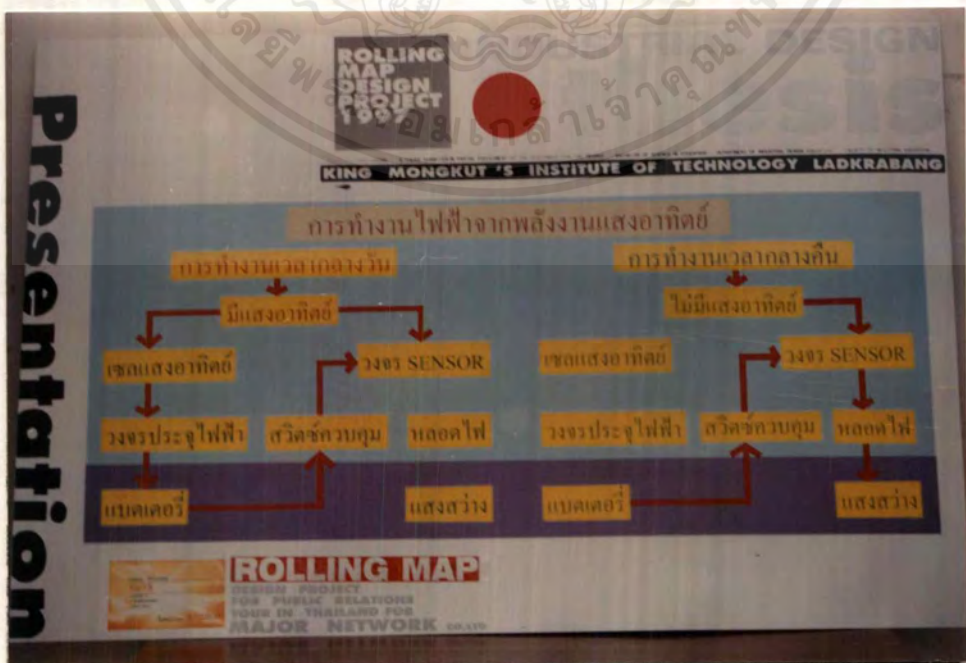 Presentation
ROLLING
MAP
DESIGN
PROJECT
1997
DESIGN
KING MONGKUT'S INSTITUTE OF TECHNOLOGY LADKRABANG
การทำงานไฟฟ้าจากพลังงานแสงอาทิตย์
การทำงานเวลากลางวัน
มีแสงอาทิตย์
เซลแสงอาทิตย์
วงจร SENSOR
วงจรประจุไฟฟ้า
สวิตซ์ควบคุม
หลอดไฟ
แบตเตอรี่
แสงสว่าง
การทำงานเวลากลางคืน
ไม่มีแสงอาทิตย์
เซลแสงอาทิตย์
วงจร SENSOR
วงจรประจุไฟฟ้า
สวิตซ์ควบคุม
หลอดไฟ
แบตเตอรี่
แสงสว่าง
ROLLING MAP
DESIGN PROJECT
FOR PUBLIC RELATIONS
TOUR IN THAILAND FOR
MAJOR NETWORK CO.,LTD